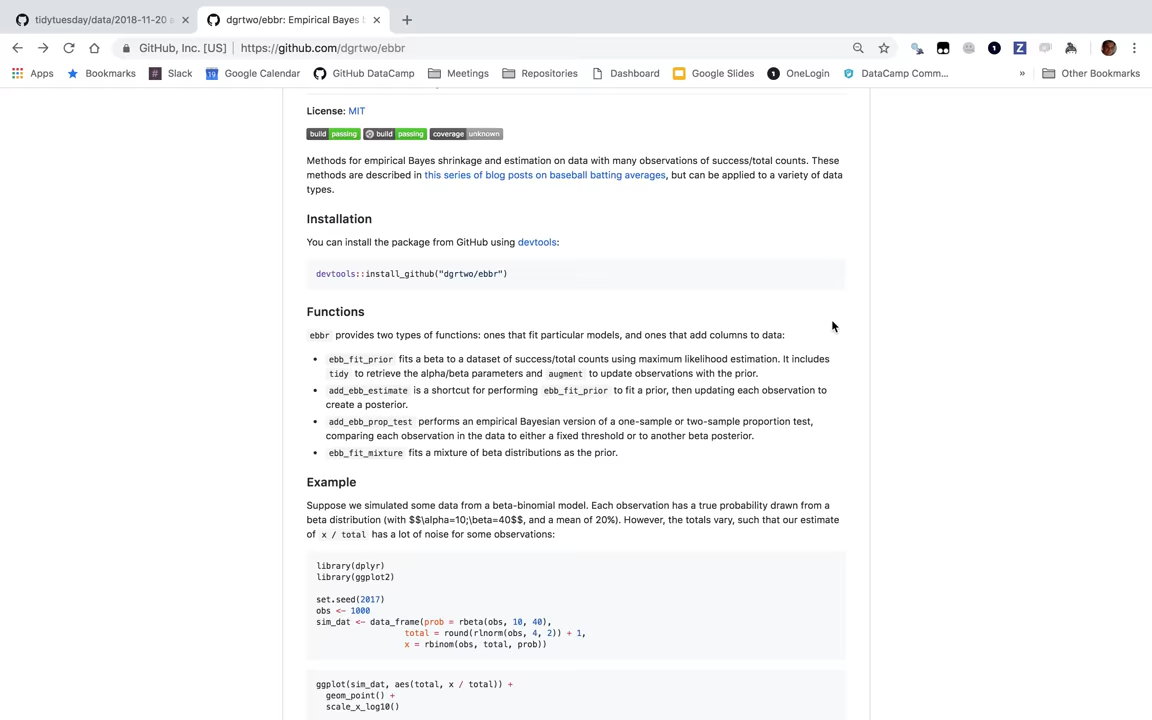 tidytuesday/data/2018-11-20 a
dgrtwo/ebbr: Empirical Bayes b
GitHub, Inc. [US] | https://github.com/dgrtwo/ebbr
Apps Bookmarks Slack Google Calendar GitHub DataCamp Meetings Repositories Dashboard Google Slides OneLogin DataCamp Comm... » Other Bookmarks
License: MIT
build passing build passing coverage unknown
Methods for empirical Bayes shrinkage and estimation on data with many observations of success/total counts. These
methods are described in this series of blog posts on baseball batting averages, but can be applied to a variety of data
types.
Installation
You can install the package from GitHub using devtools:
devtools::install_github("dgrtwo/ebbr")
Functions
ebbr provides two types of functions: ones that fit particular models, and ones that add columns to data:
• ebb_fit_prior fits a beta to a dataset of success/total counts using maximum likelihood estimation. It includes
tidy to retrieve the alpha/beta parameters and augment to update observations with the prior.
• add_ebb_estimate is a shortcut for performing ebb_fit_prior to fit a prior, then updating each observation to
create a posterior.
• add_ebb_prop_test performs an empirical Bayesian version of a one-sample or two-sample proportion test,
comparing each observation in the data to either a fixed threshold or to another beta posterior.
• ebb_fit_mixture fits a mixture of beta distributions as the prior.
Example
Suppose we simulated some data from a beta-binomial model. Each observation has a true probability drawn from a
beta distribution (with $$\alpha=10;\beta=40$$, and a mean of 20%). However, the totals vary, such that our estimate
of x / total has a lot of noise for some observations:
library(dplyr)
library(ggplot2)
set.seed(2017)
obs <- 1000
sim_dat <- data_frame(prob = rbeta(obs, 10, 40),
total = round(rlnorm(obs, 4, 2)) + 1,
x = rbinom(obs, total, prob))
ggplot(sim_dat, aes(total, x / total)) +
geom_point() +
scale_x_log10()